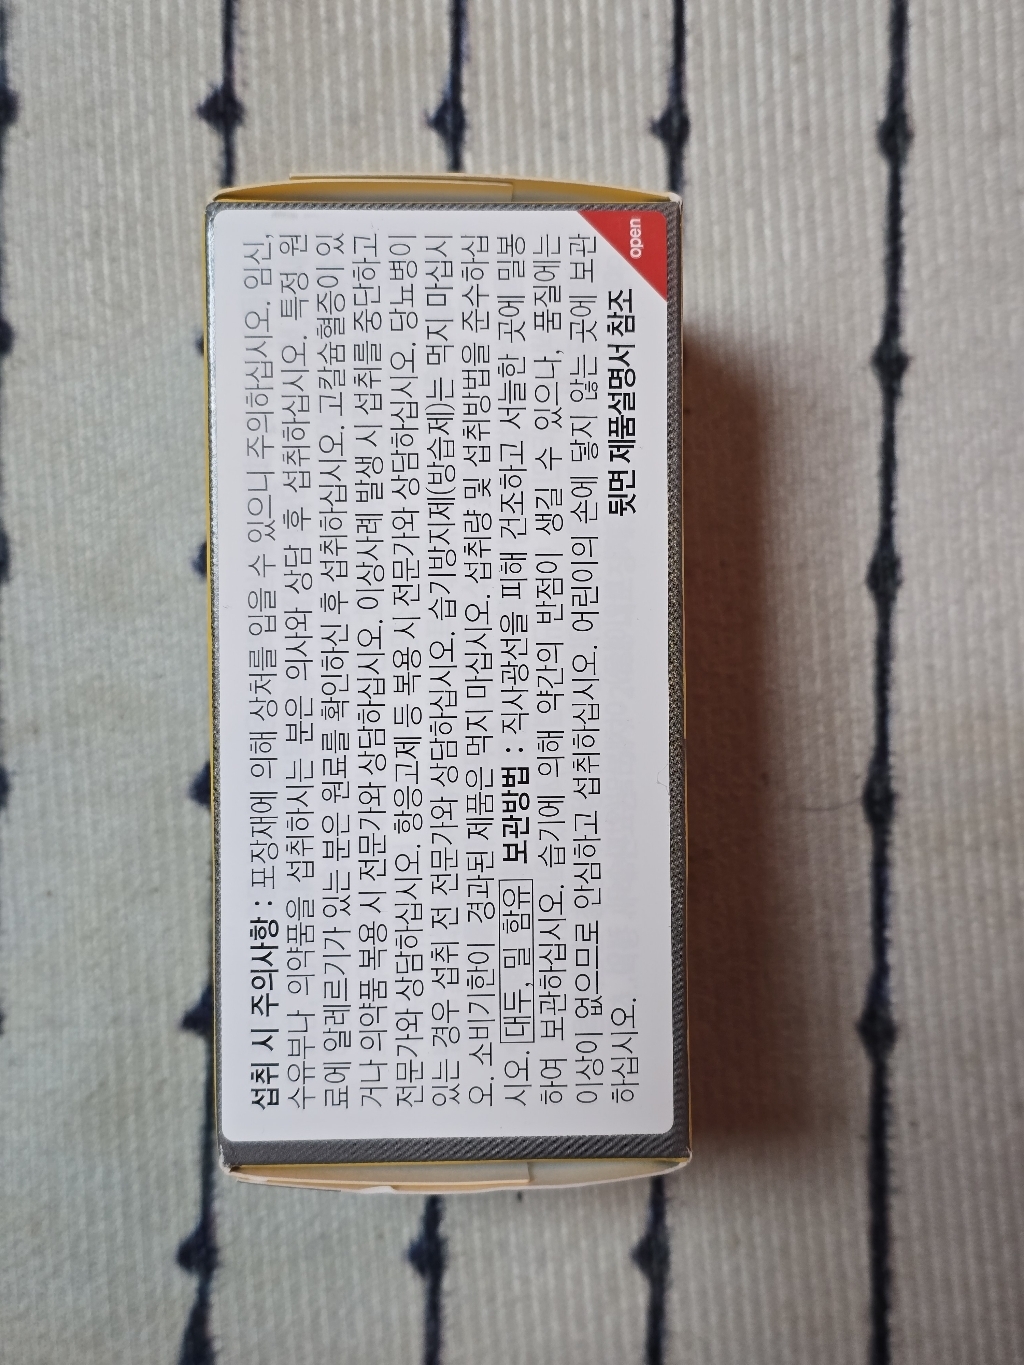 섭취 시 주의사항 : 포장재에 의해 상처를 입을 수 있으니 주의하십시오. 임신,
수유부나 의약품을 섭취하시는 분은 의사와 상담 후 섭취하십시오. 특정 원
료에 알레르기가 있는 분은 원료를 확인하신 후 섭취하십시오. 고칼슘혈증이 있
거나 의약품 복용 시 전문가와 상담하십시오. 이상사례 발생 시 섭취를 중단하고
전문가와 상담하십시오. 항응고제 등 복용 시 전문가와 상담하십시오. 당뇨병이
있는 경우 섭취 전 전문가와 상담하십시오. 습기방지제(방습제)는 먹지 마십시
오. 소비기한이 경과된 제품은 먹지 마십시오. 섭취량 및 섭취방법을 준수하십
시오. 대두, 밀 함유 보관방법 : 직사광선을 피해 건조하고 서늘한 곳에 밀봉
하여 보관하십시오. 습기에 의해 약간의 반점이 생길 수 있으나, 품질에는
이상이 없으므로 안심하고 섭취하십시오. 어린이의 손에 닿지 않는 곳에 보관
하십시오.
뒷면 제품설명서 참조
open